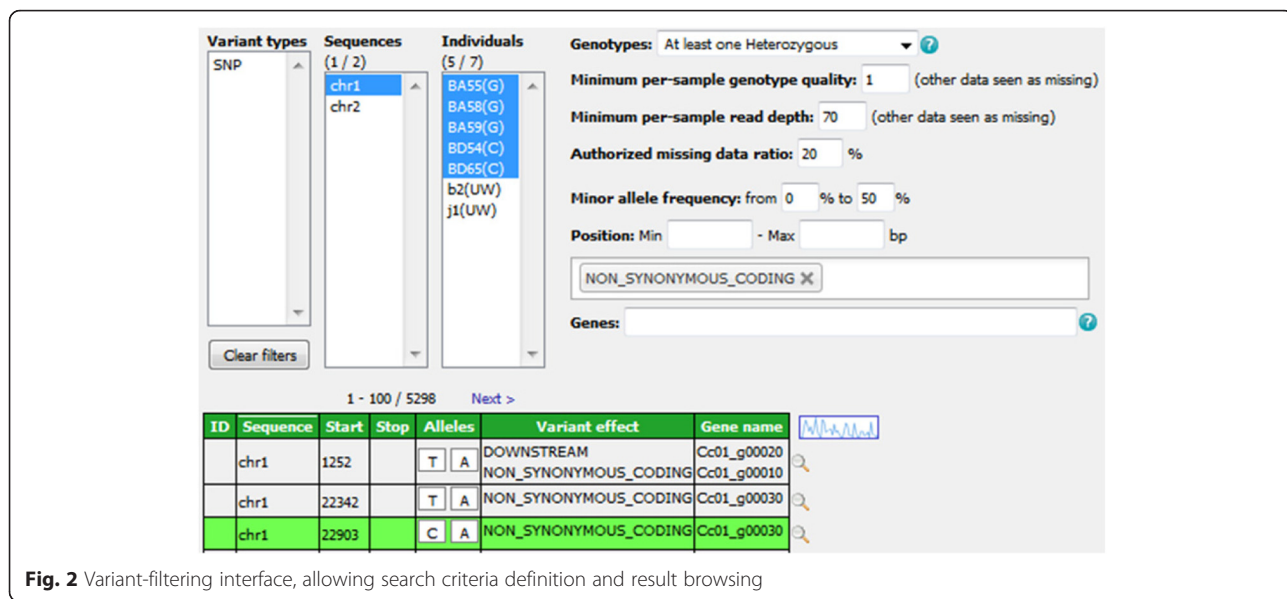 Variant types
SNP
Clear filters
Sequences
(1 / 2)
chr1
chr2
Individuals
(5 / 7)
BA55(G)
BA58(G)
BA59(G)
BD54(C)
BD65(C)
b2(UW)
j1(UW)
Genotypes: At least one Heterozygous ?
Minimum per-sample genotype quality: 1 (other data seen as missing)
Minimum per-sample read depth: 70 (other data seen as missing)
Authorized missing data ratio: 20 %
Minor allele frequency: from 0 % to 50 %
Position: Min - Max bp
NON_SYNONYMOUS_CODING
Genes: ?
1 - 100 / 5298 Next >
ID Sequence Start Stop Alleles Variant effect Gene name
chr1 1252 T A DOWNSTREAM Cc01_g00020
NON_SYNONYMOUS_CODING Cc01_g00010
chr1 22342 T A NON_SYNONYMOUS_CODING Cc01_g00030
chr1 22903 C A NON_SYNONYMOUS_CODING Cc01_g00030
Fig. 2 Variant-filtering interface, allowing search criteria definition and result browsing